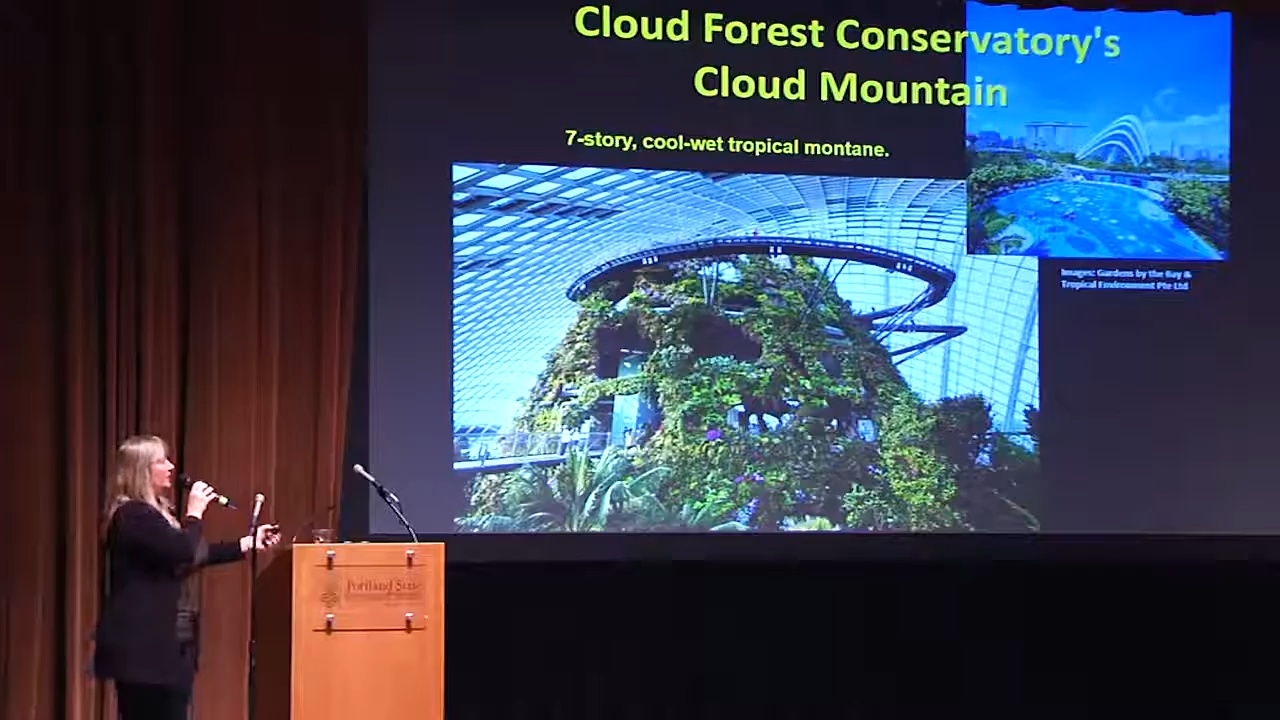 Cloud Forest Conservatory's
Cloud Mountain
7-story, cool-wet tropical montane.
Images: Gardens by the Bay &
Tropical Environment Pte Ltd
Portland State